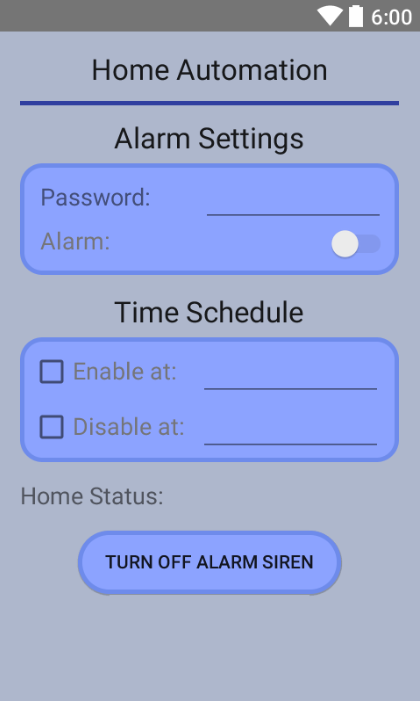 6:00
Home Automation
Alarm Settings
Password:
Alarm:
Time Schedule
Enable at:
Disable at:
Home Status:
TURN OFF ALARM SIREN